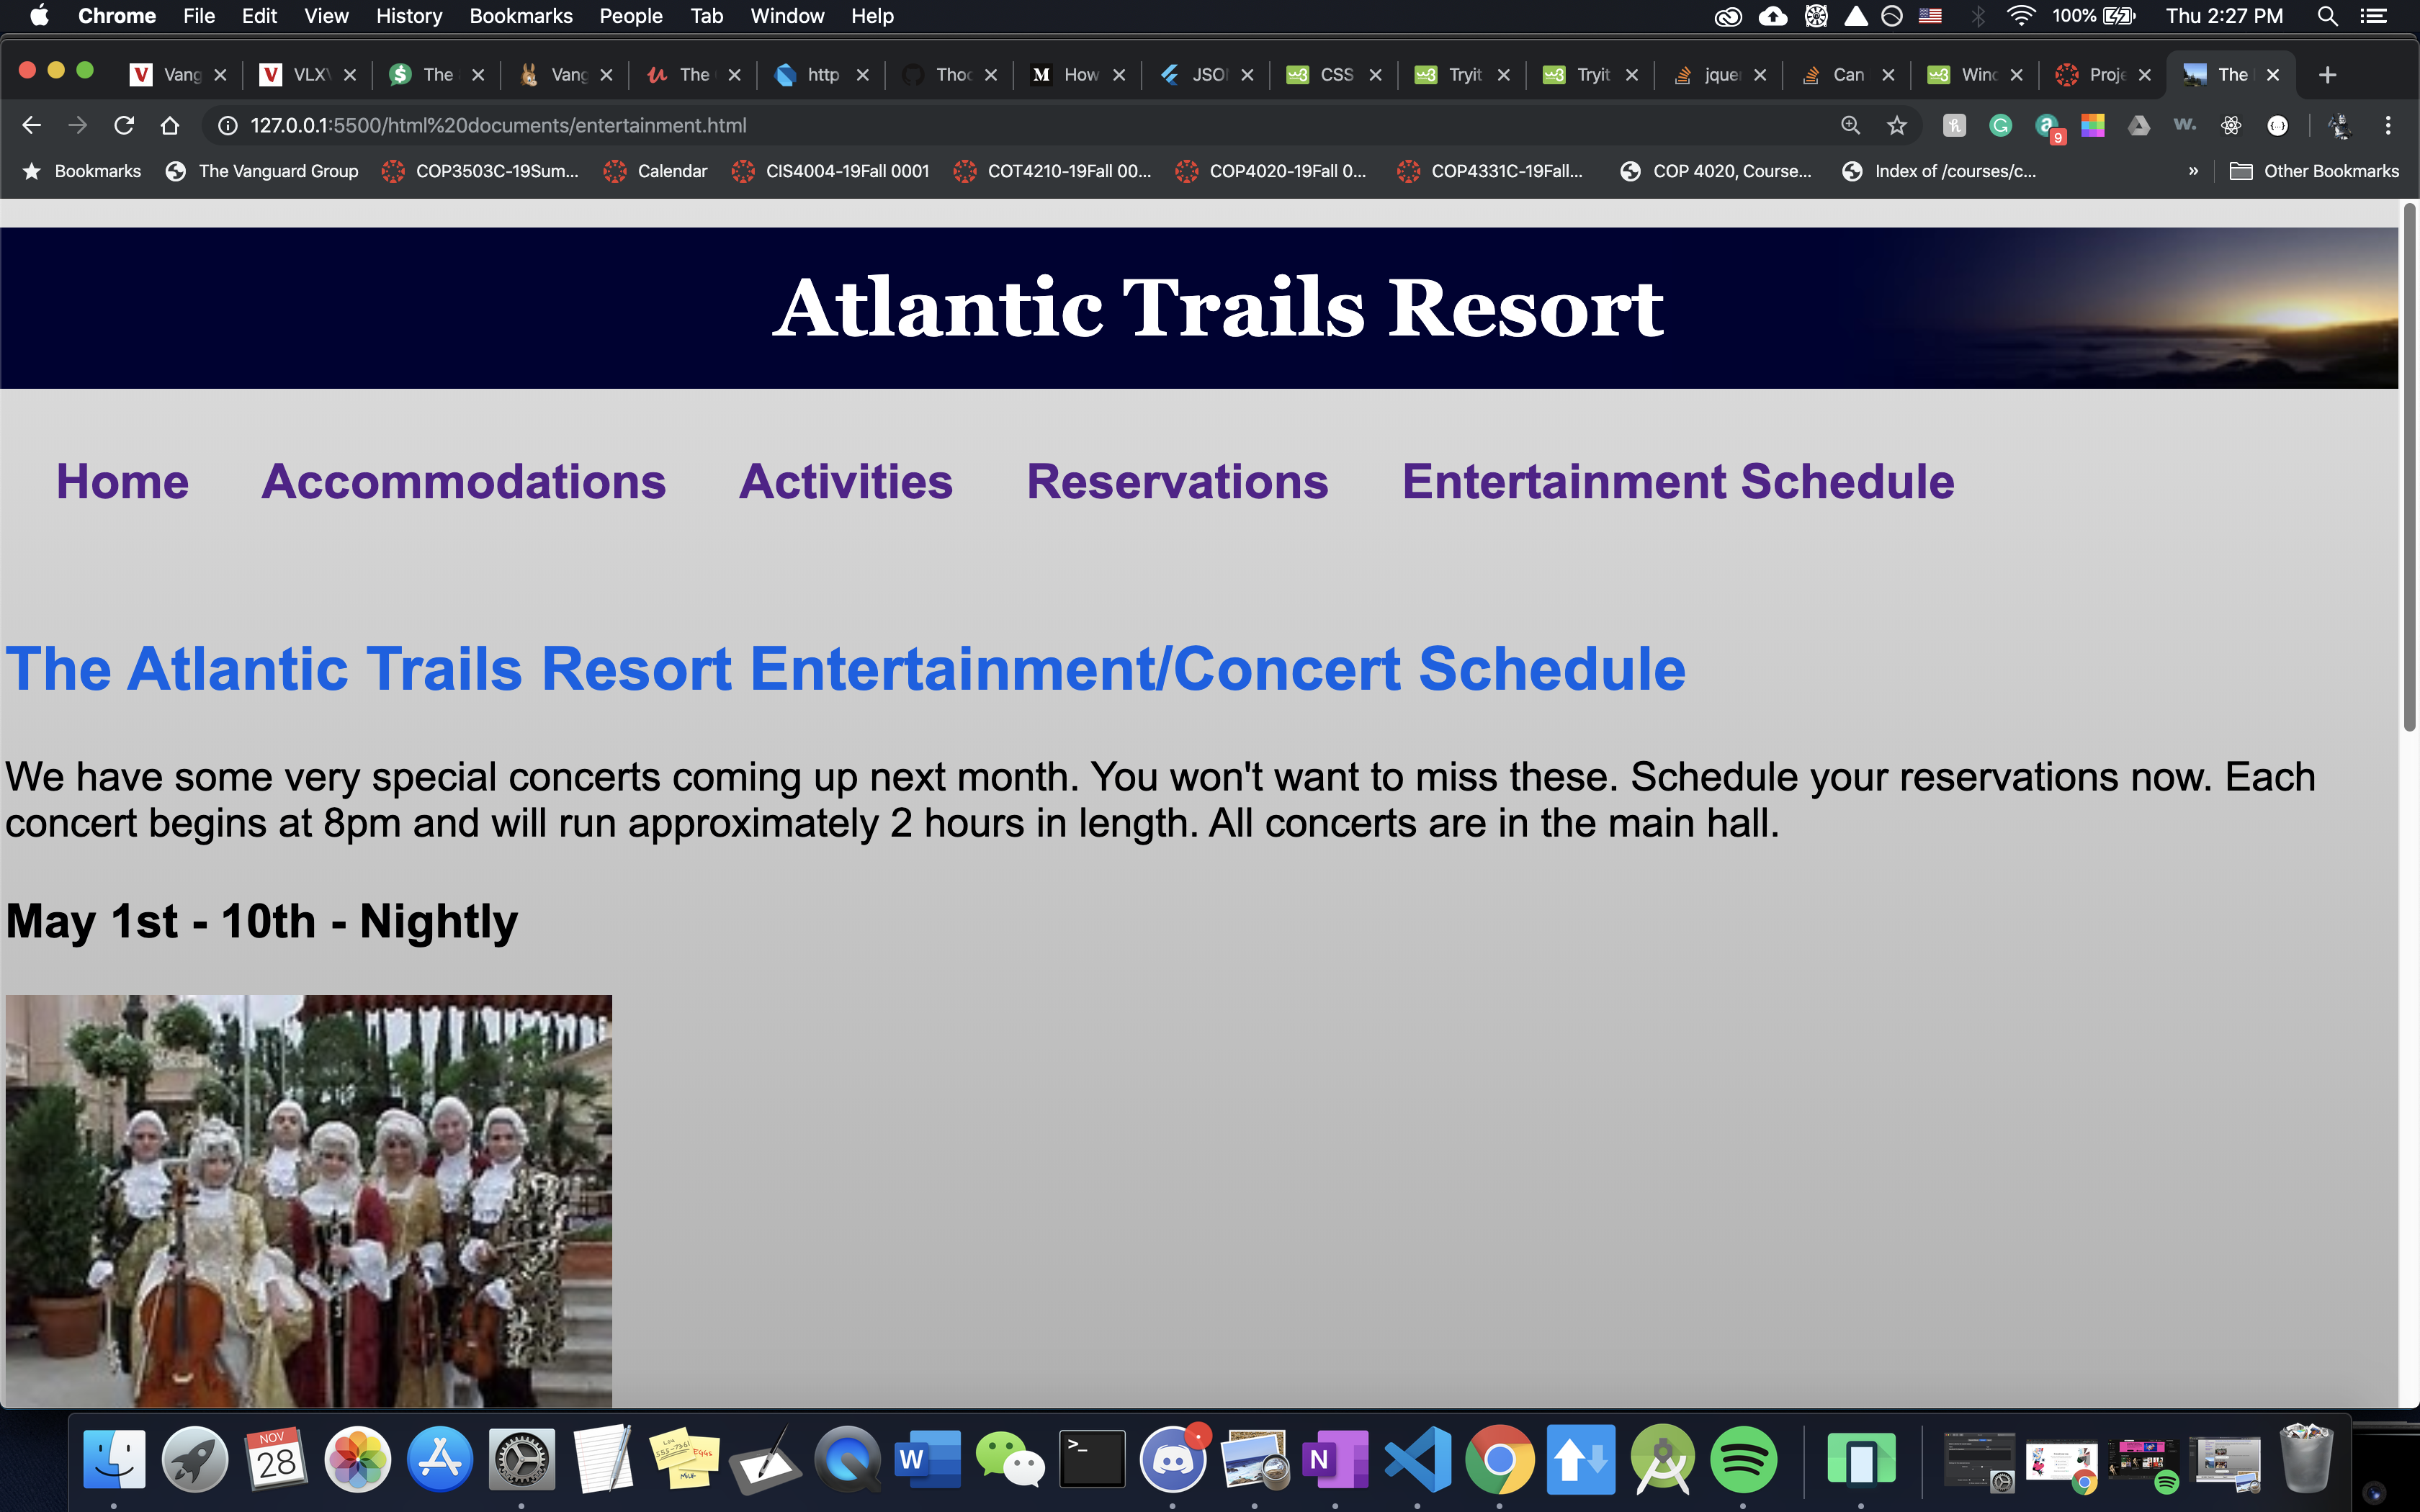 Chrome File Edit View History Bookmarks People Tab Window Help 100% Thu 2:27 PM
Vang VLX The Vang The http Thoc M How JSO CSS Tryit Tryit jque Can Winc Proje The
127.0.0.1:5500/html%20documents/entertainment.html 9
Bookmarks The Vanguard Group COP3503C-19Sum... Calendar CIS4004-19Fall 0001 COT4210-19Fall 00... COP4020-19Fall 0... COP4331C-19Fall... COP 4020, Course... Index of /courses/c... » Other Bookmarks
Atlantic Trails Resort
Home Accommodations Activities Reservations Entertainment Schedule
The Atlantic Trails Resort Entertainment/Concert Schedule
We have some very special concerts coming up next month. You won't want to miss these. Schedule your reservations now. Each
concert begins at 8pm and will run approximately 2 hours in length. All concerts are in the main hall.
May 1st - 10th - Nightly
NOV
28